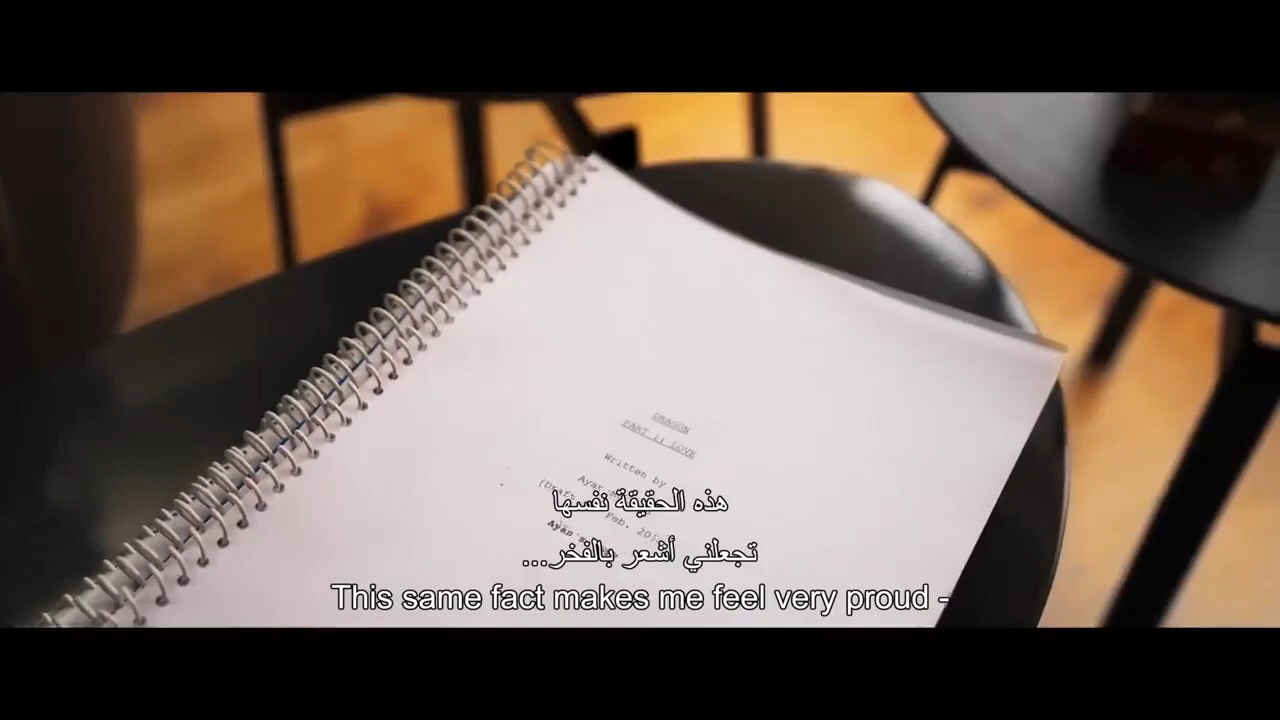 DRAGON
PART 1: LOVE
Written by
هذه الحقيقة نفسها
تجعلني أشعر بالفخر...
This same fact makes me feel very proud -